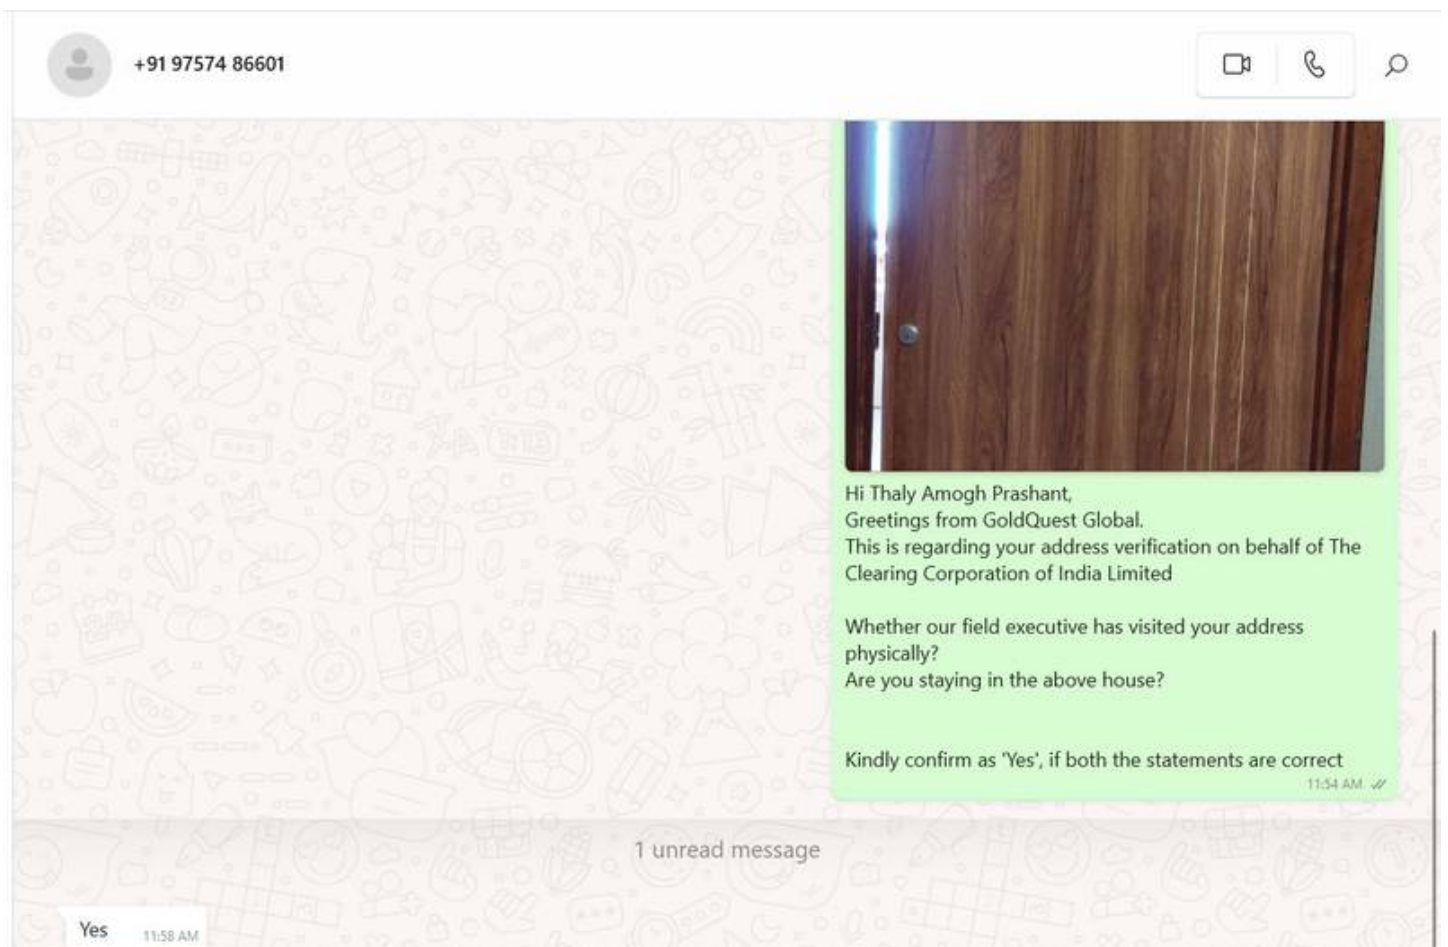 +91 97574 86601
Hi Thaly Amogh Prashant,
Greetings from GoldQuest Global.
This is regarding your address verification on behalf of The
Clearing Corporation of India Limited
Whether our field executive has visited your address
physically?
Are you staying in the above house?
Kindly confirm as 'Yes', if both the statements are correct
11:54 AM
1 unread message
Yes
11:58 AM